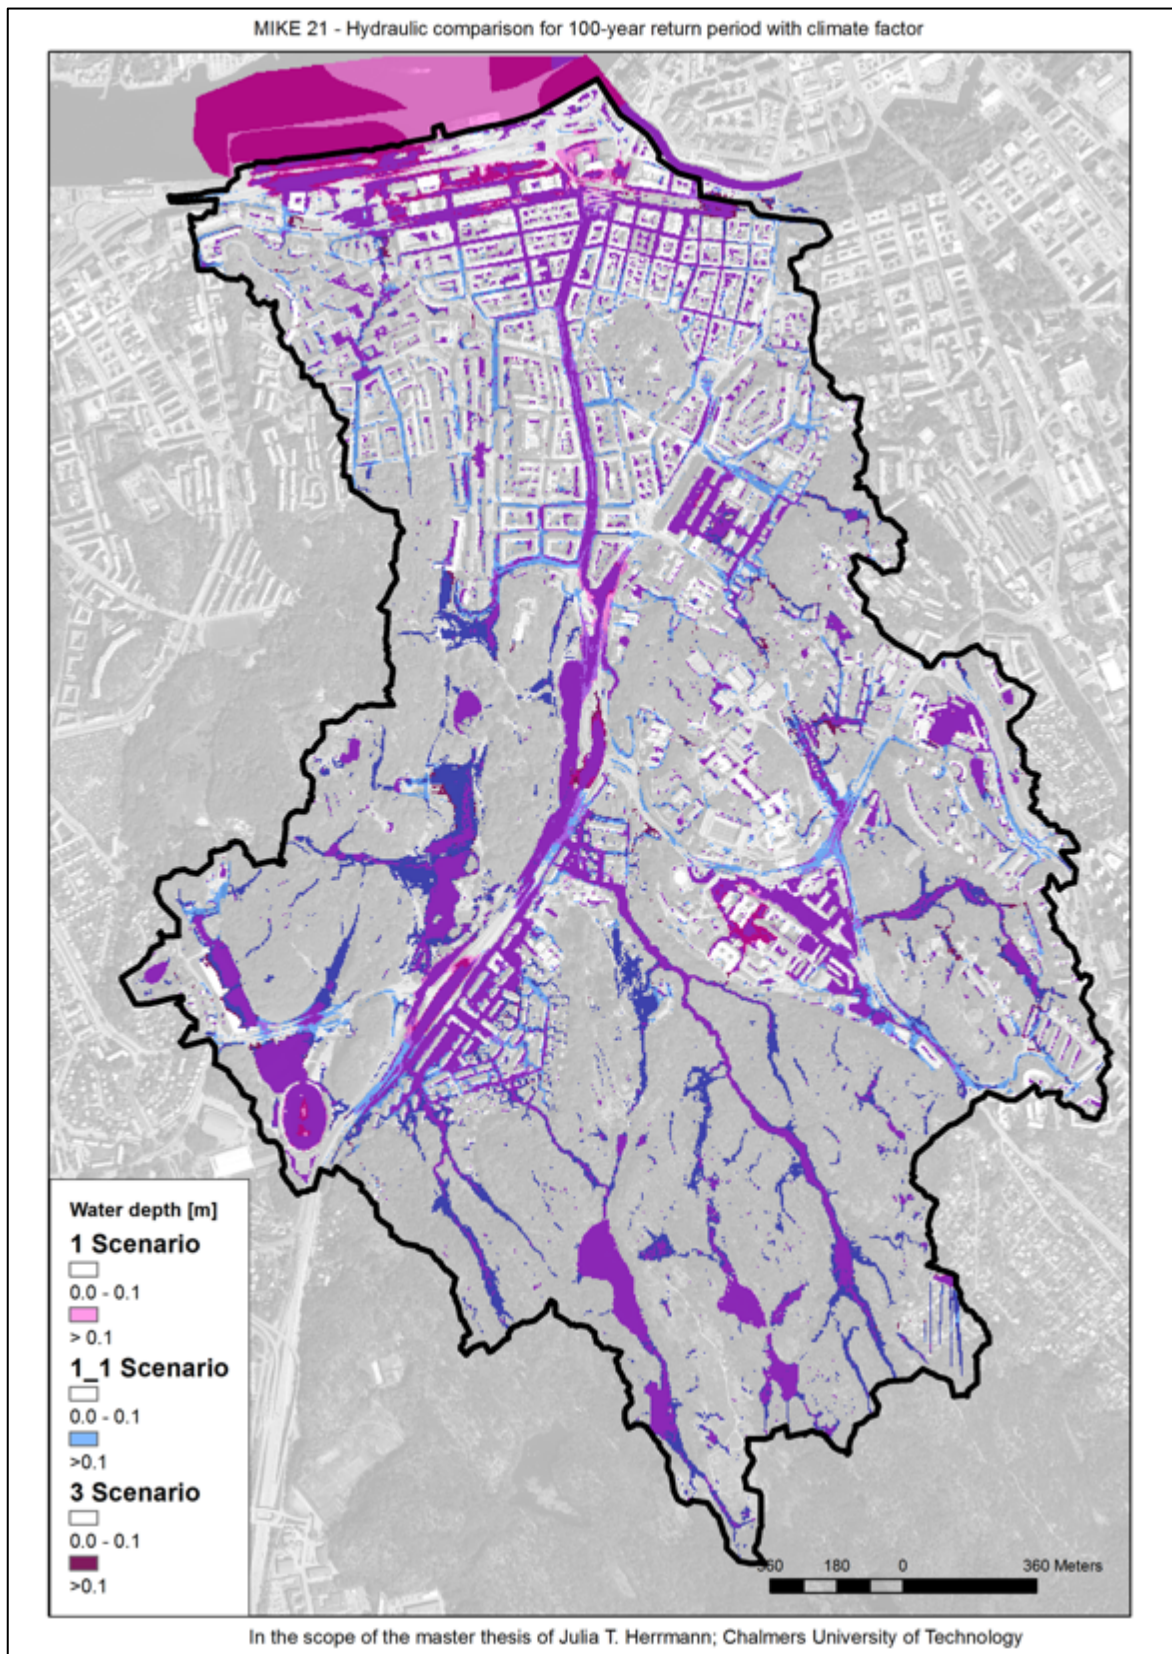 MIKE 21 - Hydraulic comparison for 100-year return period with climate factor
Water depth [m]
1 Scenario
0.0 - 0.1
> 0.1
1_1 Scenario
0.0 - 0.1
>0.1
3 Scenario
0.0 - 0.1
>0.1
360 180 0 360 Meters
In the scope of the master thesis of Julia T. Herrmann; Chalmers University of Technology